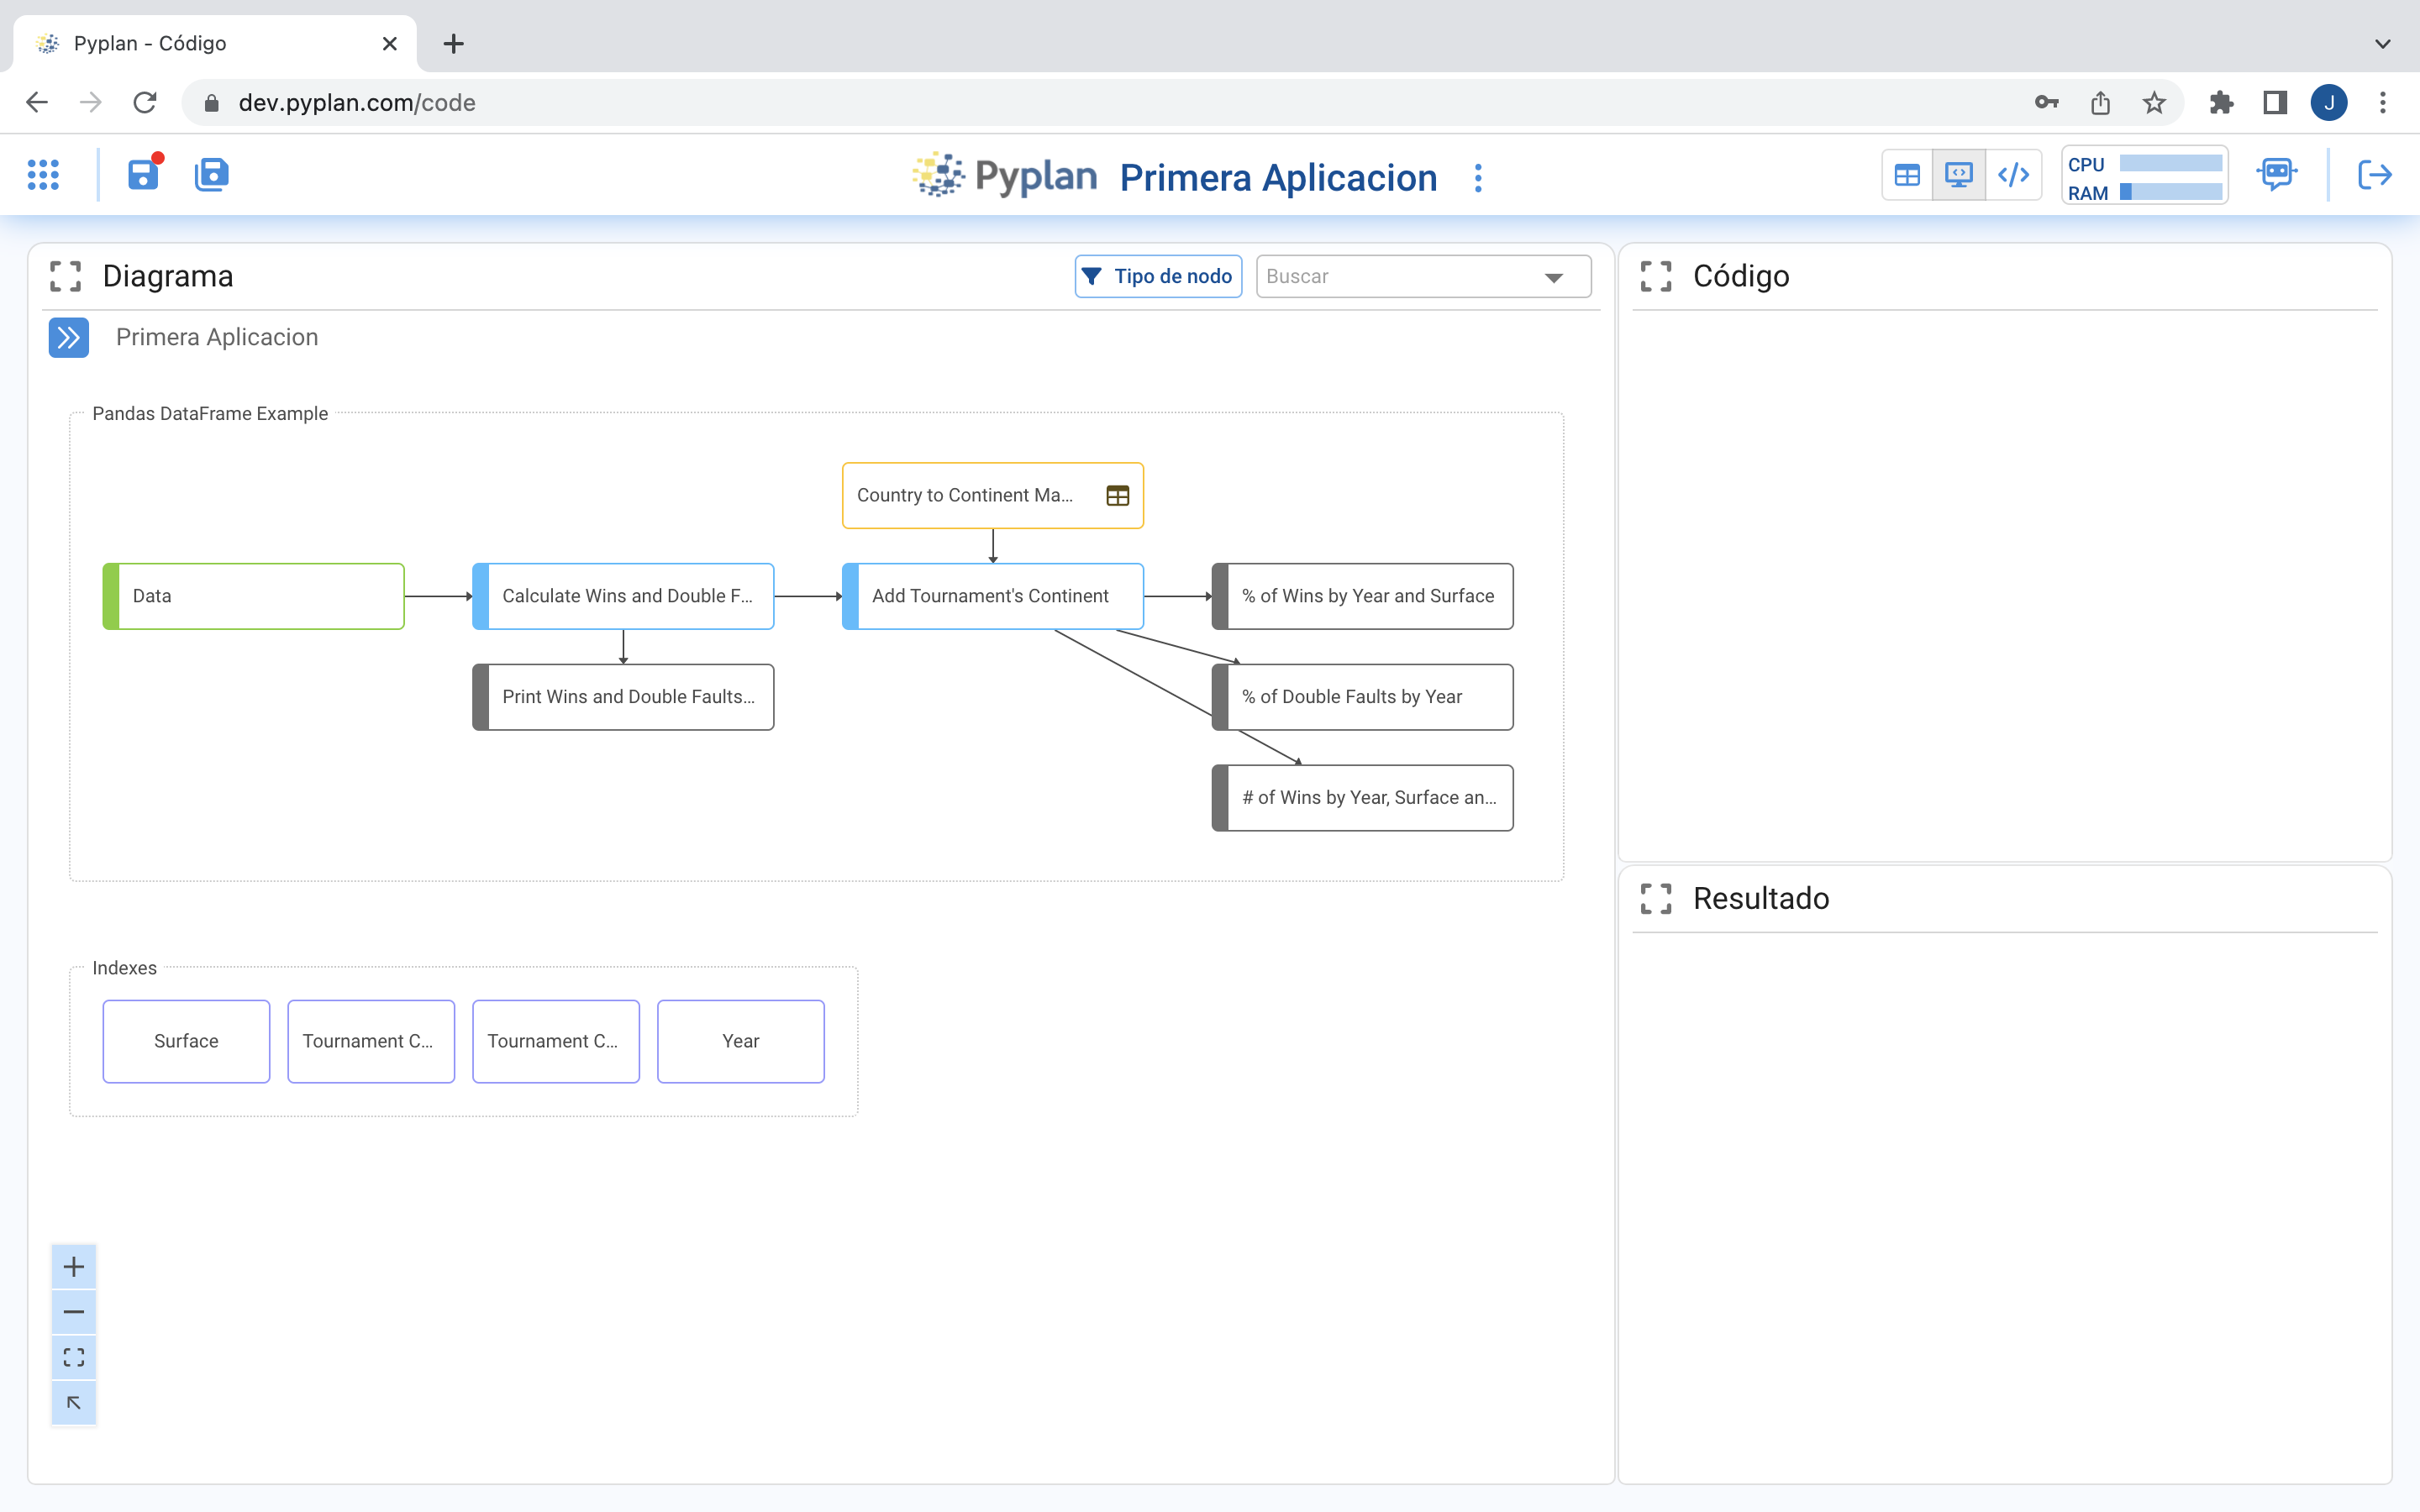 Pyplan - Código
dev.pyplan.com/code
J
Pyplan Primera Aplicacion
CPU
RAM
Diagrama
Tipo de nodo
Buscar
Código
Primera Aplicacion
Pandas DataFrame Example
Country to Continent Ma...
Data
Calculate Wins and Double F...
Add Tournament's Continent
% of Wins by Year and Surface
Print Wins and Double Faults...
% of Double Faults by Year
# of Wins by Year, Surface an...
Resultado
Indexes
Surface
Tournament C...
Tournament C...
Year